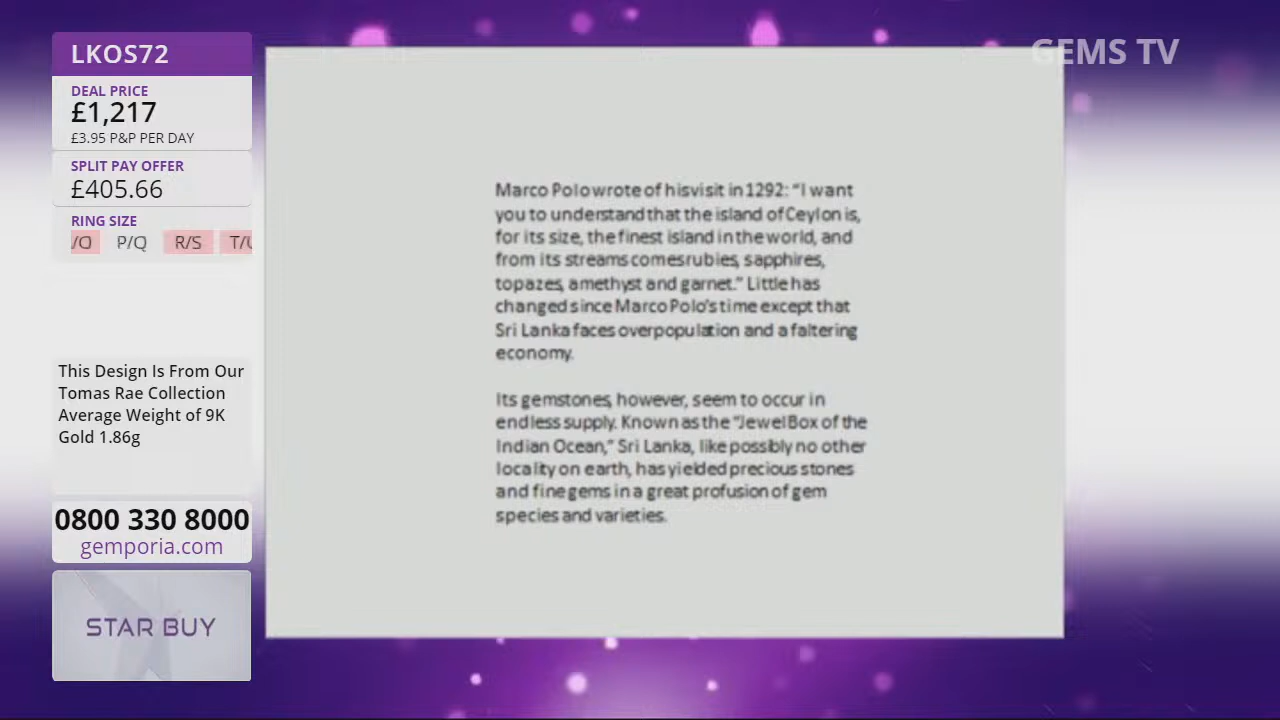 LKOS72
DEAL PRICE
£1,217
£3.95 P&P PER DAY
SPLIT PAY OFFER
£405.66
RING SIZE
/O P/Q R/S T/U
This Design Is From Our
Tomas Rae Collection
Average Weight of 9K
Gold 1.86g
0800 330 8000
gemporia.com
STAR BUY
GEMS TV
Marco Polo wrote of his visit in 1292: “I want
you to understand that the island of Ceylon is,
for its size, the finest island in the world, and
from its streams comes rubies, sapphires,
topazes, amethyst and garnet.” Little has
changed since Marco Polo's time except that
Sri Lanka faces overpopulation and a faltering
economy.
Its gemstones, however, seem to occur in
endless supply. Known as the “Jewel Box of the
Indian Ocean,” Sri Lanka, like possibly no other
locality on earth, has yielded precious stones
and fine gems in a great profusion of gem
species and varieties.